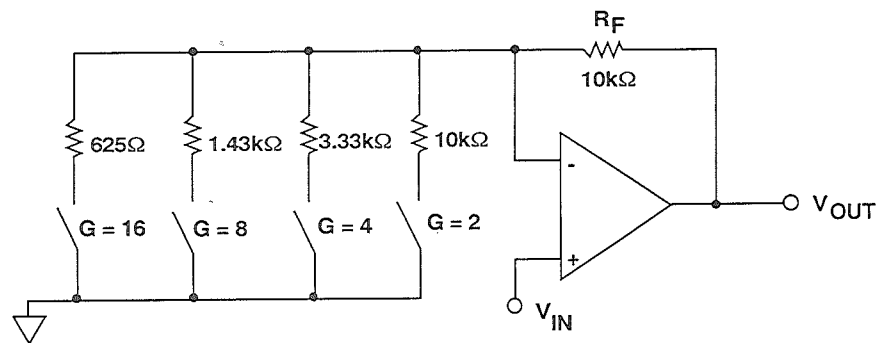 R_F
10kΩ
625Ω
1.43kΩ
3.33kΩ
10kΩ
G = 16
G = 8
G = 4
G = 2
-
+
V_OUT
V_IN